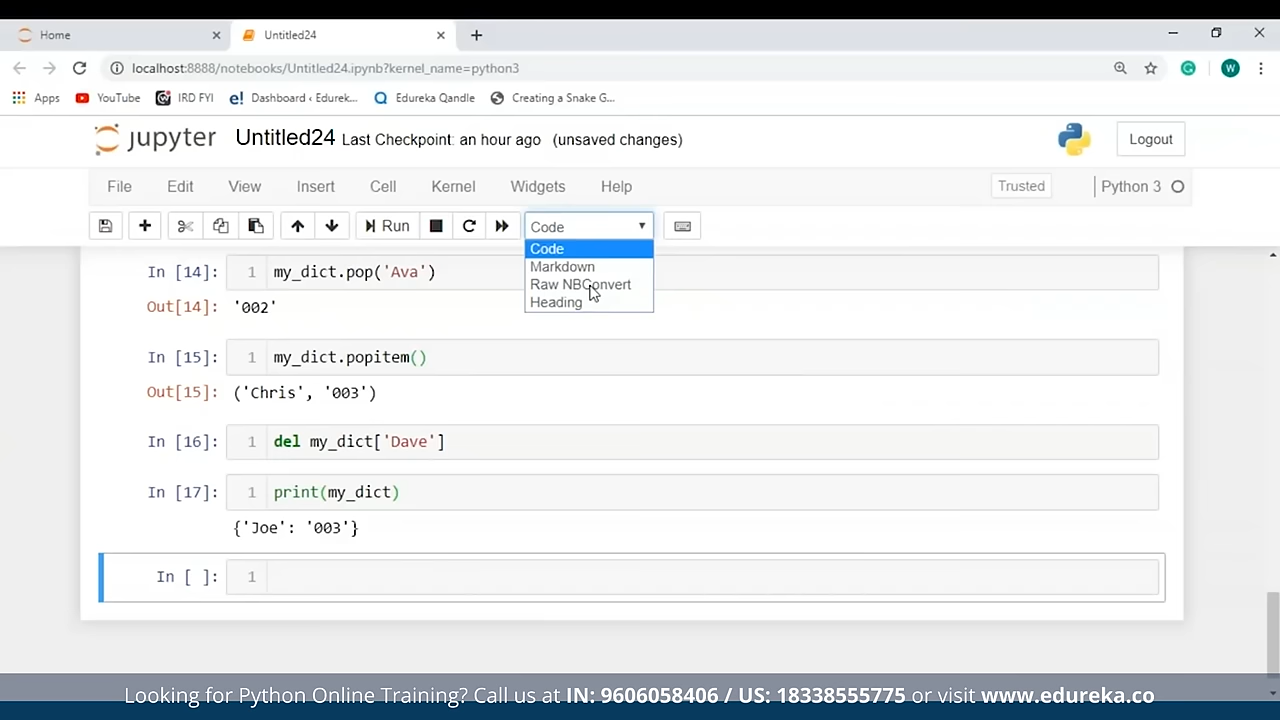 Home
Untitled24
localhost:8888/notebooks/Untitled24.ipynb?kernel_name=python3
W
Apps YouTube IRD FYI Dashboard ‹ Edurek... Edureka Qandle Creating a Snake G...
jupyter Untitled24 Last Checkpoint: an hour ago (unsaved changes) Logout
File Edit View Insert Cell Kernel Widgets Help Trusted Python 3
Run Code
Code
Markdown
Raw NBConvert
Heading
In [14]: 1 my_dict.pop('Ava')
Out[14]: '002'
In [15]: 1 my_dict.popitem()
Out[15]: ('Chris', '003')
In [16]: 1 del my_dict['Dave']
In [17]: 1 print(my_dict)
{'Joe': '003'}
In [ ]: 1
Looking for Python Online Training? Call us at IN: 9606058406 / US: 18338555775 or visit www.edureka.co